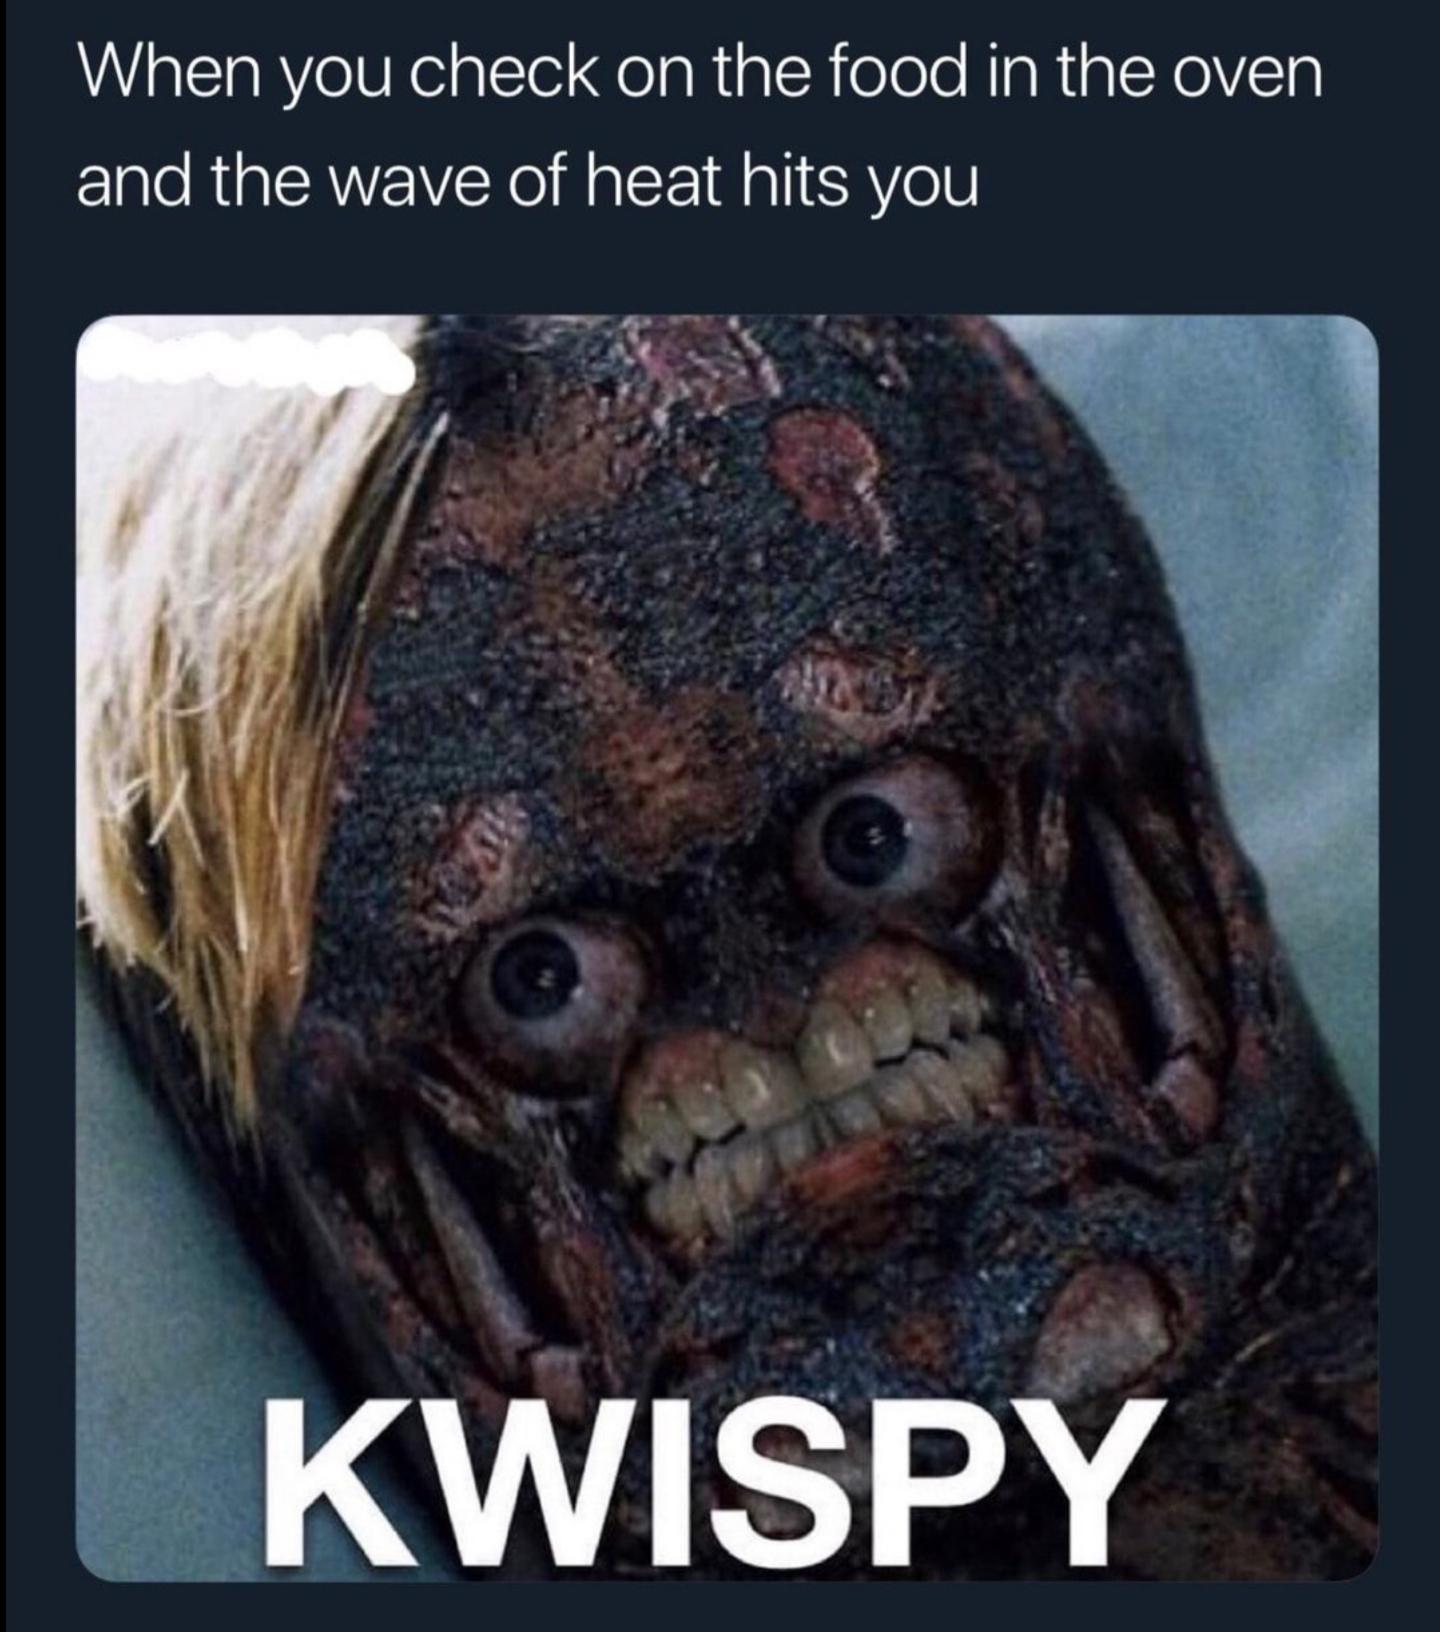 When you check on the food in the oven
and the wave of heat hits you
KWISPY